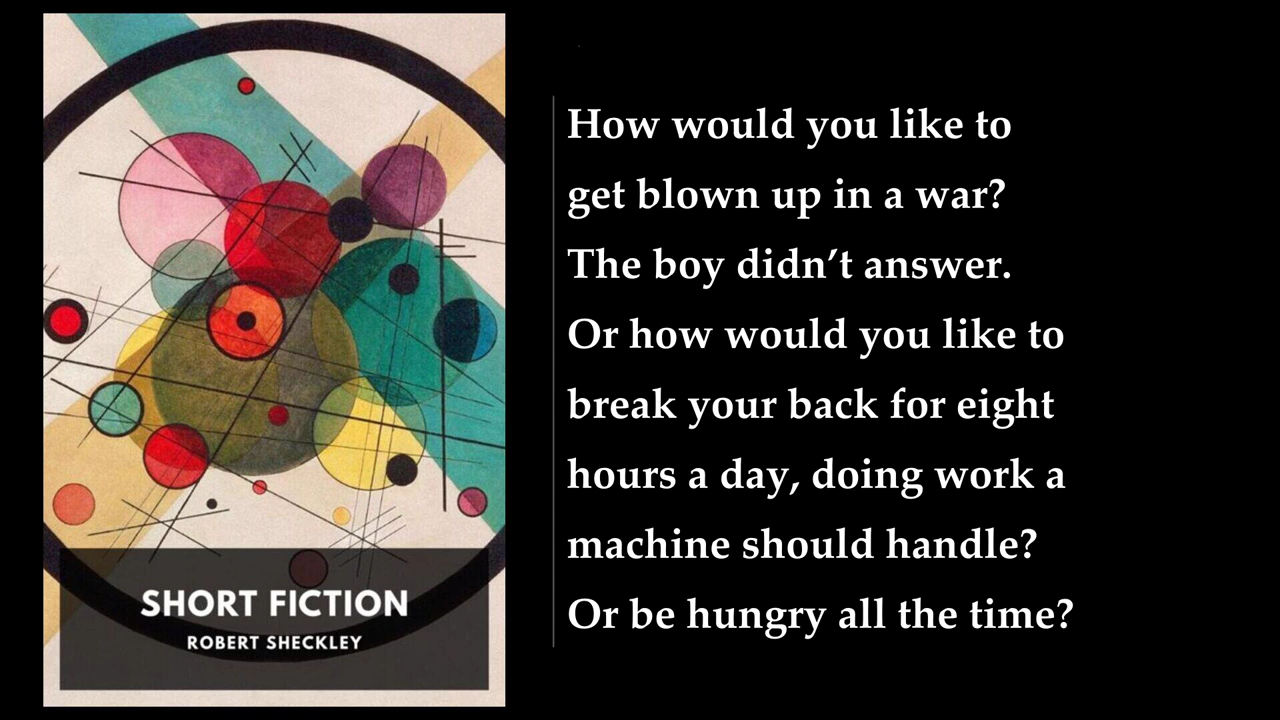 SHORT FICTION
ROBERT SHECKLEY
How would you like to
get blown up in a war?
The boy didn’t answer.
Or how would you like to
break your back for eight
hours a day, doing work a
machine should handle?
Or be hungry all the time?